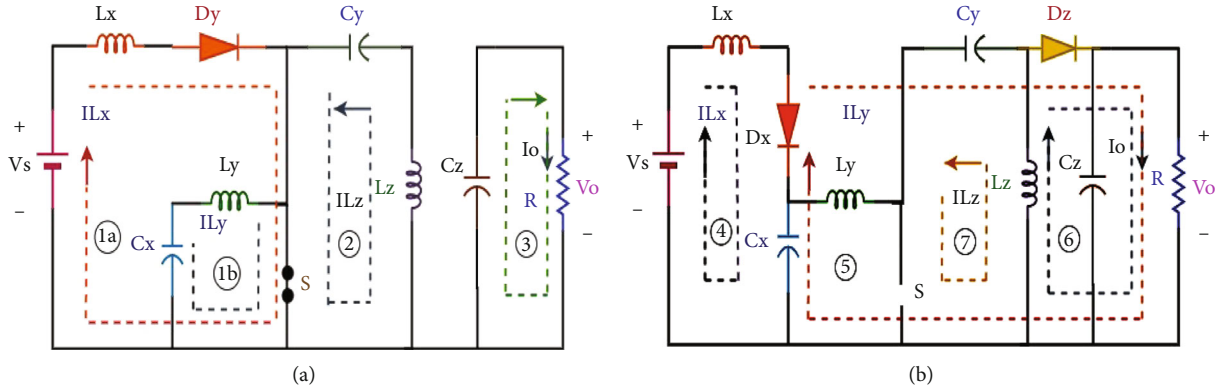 Lx Dy Cy
ILx
+
Vs
−
Ly
ILy
Cx
1a
1b
S
2
ILz
Lz
Cz
3
Io
R
+
Vo
−
(a)
Lx Cy Dz
ILx
ILy
+
Vs
−
Dx
Ly
Cx
4
5
S
ILz
7
Lz
Cz
6
Io
R
+
Vo
−
(b)